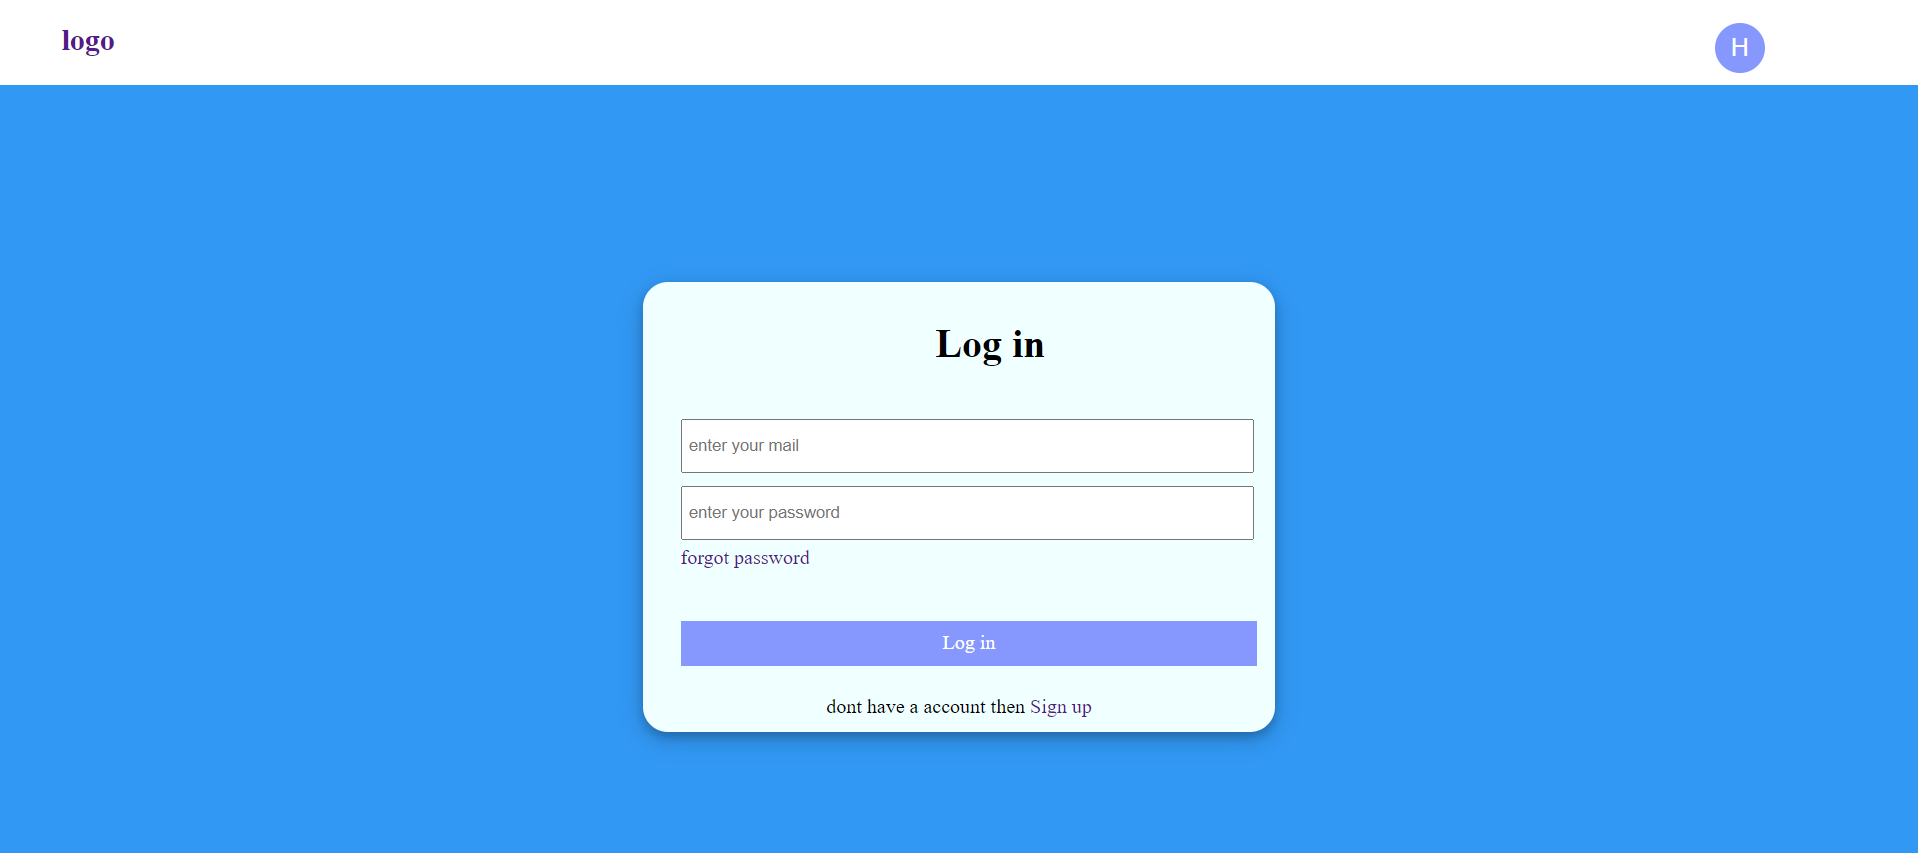 logo
H
Log in
enter your mail
enter your password
forgot password
Log in
dont have a account then Sign up